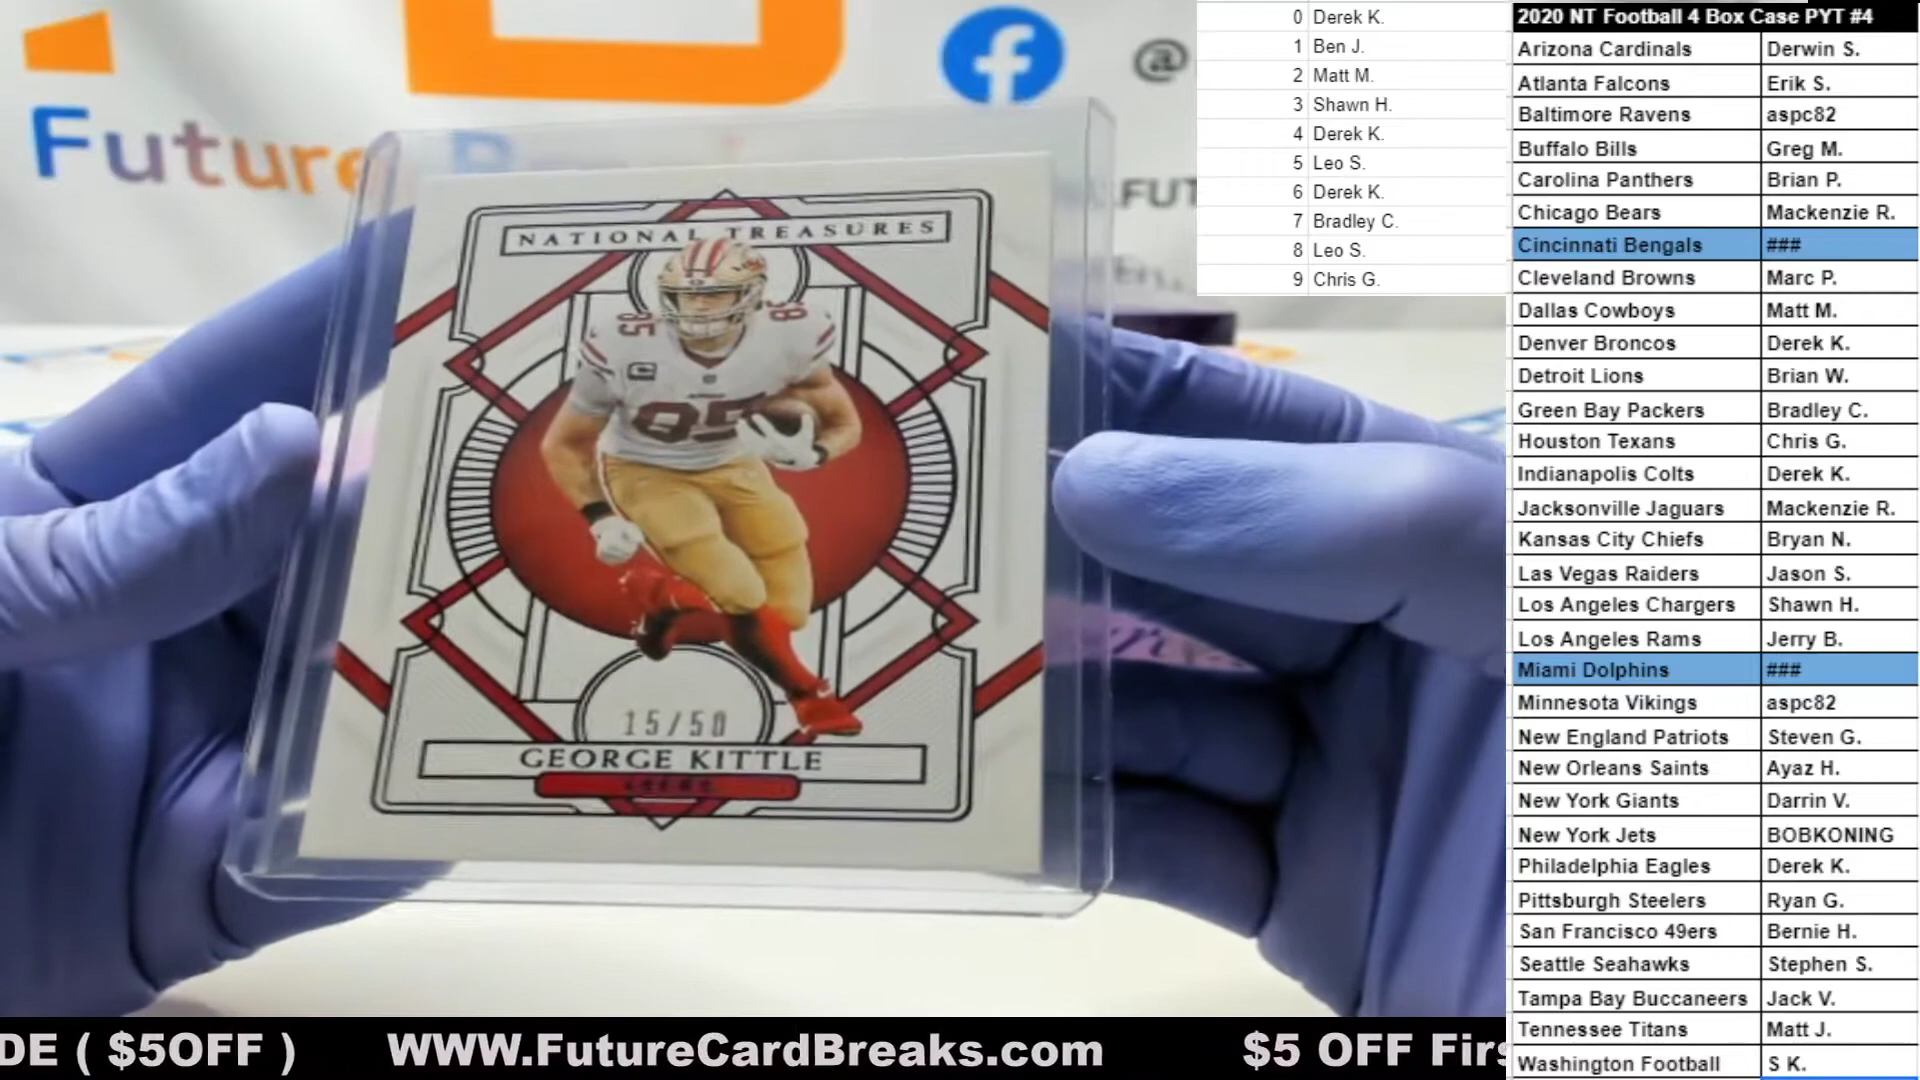 Future
@
FUT
NATIONAL TREASURES
85
85
85
15/50
GEORGE KITTLE
49ERS
0 Derek K.
1 Ben J.
2 Matt M.
3 Shawn H.
4 Derek K.
5 Leo S.
6 Derek K.
7 Bradley C.
8 Leo S.
9 Chris G.
2020 NT Football 4 Box Case PYT #4
Arizona Cardinals Derwin S.
Atlanta Falcons Erik S.
Baltimore Ravens aspc82
Buffalo Bills Greg M.
Carolina Panthers Brian P.
Chicago Bears Mackenzie R.
Cincinnati Bengals ###
Cleveland Browns Marc P.
Dallas Cowboys Matt M.
Denver Broncos Derek K.
Detroit Lions Brian W.
Green Bay Packers Bradley C.
Houston Texans Chris G.
Indianapolis Colts Derek K.
Jacksonville Jaguars Mackenzie R.
Kansas City Chiefs Bryan N.
Las Vegas Raiders Jason S.
Los Angeles Chargers Shawn H.
Los Angeles Rams Jerry B.
Miami Dolphins ###
Minnesota Vikings aspc82
New England Patriots Steven G.
New Orleans Saints Ayaz H.
New York Giants Darrin V.
New York Jets BOBKONING
Philadelphia Eagles Derek K.
Pittsburgh Steelers Ryan G.
San Francisco 49ers Bernie H.
Seattle Seahawks Stephen S.
Tampa Bay Buccaneers Jack V.
Tennessee Titans Matt J.
Washington Football S K.
DE ( $5OFF ) WWW.FutureCardBreaks.com $5 OFF Firs